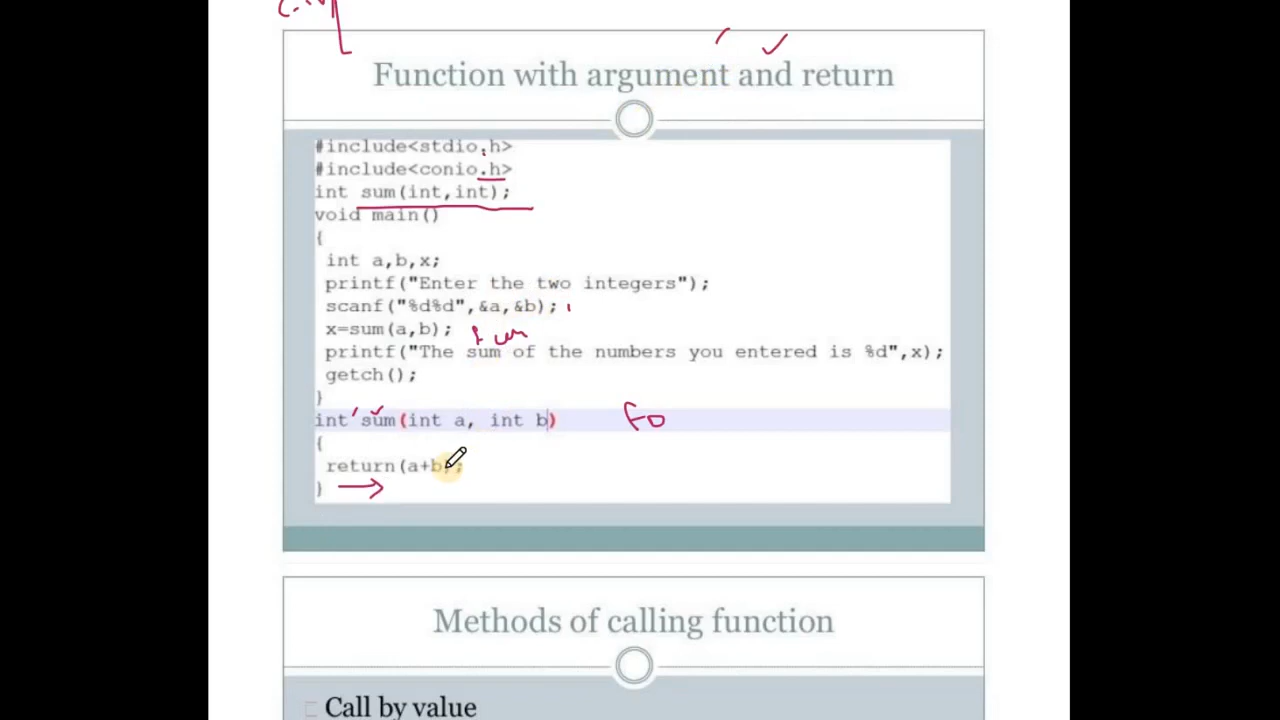 Function with argument and return
#include<stdio.h>
#include<conio.h>
int sum(int,int);
void main()
{
int a,b,x;
printf("Enter the two integers");
scanf("%d%d",&a,&b);
x=sum(a,b);
printf("The sum of the numbers you entered is %d",x);
getch();
}
int sum(int a, int b)
{
return(a+b);
}
Methods of calling function
Call by value